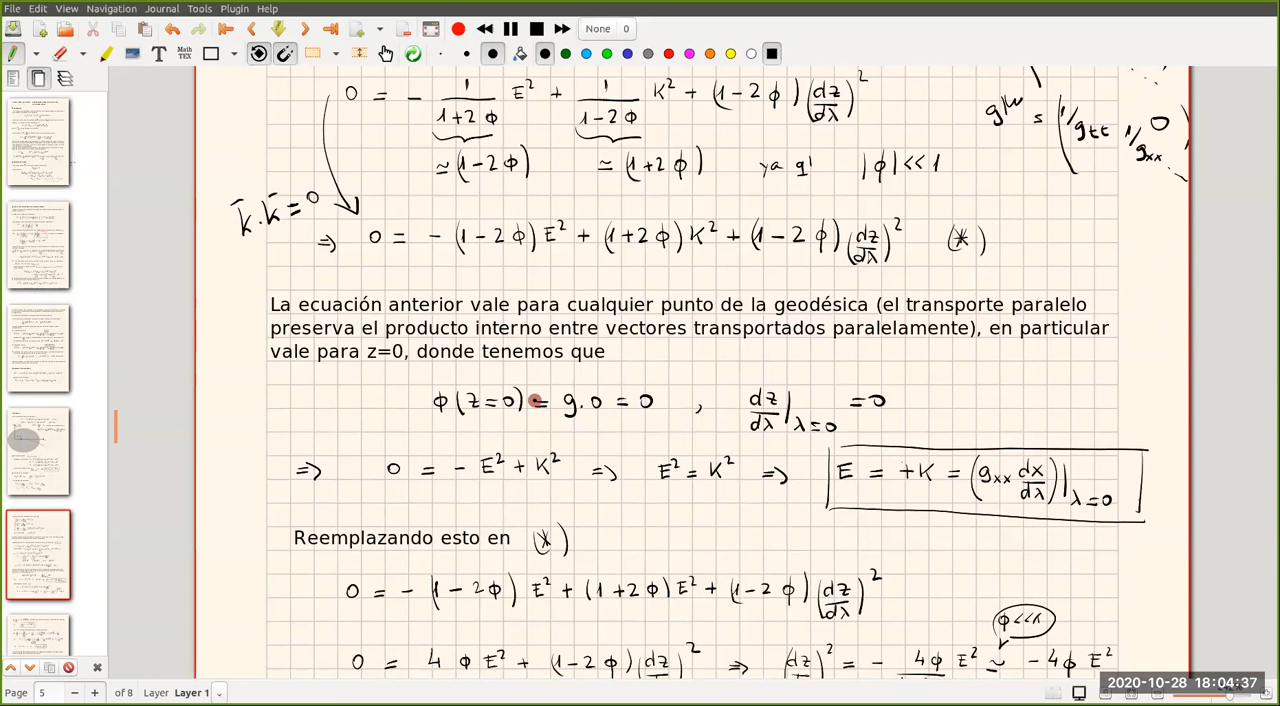 File Edit View Navigation Journal Tools Plugin Help
None 0
T Math TEX
0 = - 1/(1+2ϕ) E² + 1/(1-2ϕ) K² + (1-2ϕ)(dz/dλ)²
≃(1-2ϕ) ≃(1+2ϕ) ya q' |ϕ|<<1
g^μν = (1/g_tt 1/g_xx 0 ⋱
k̄.k̄=0
⇒ 0 = -(1-2ϕ)E² + (1+2ϕ)K² + (1-2ϕ)(dz/dλ)² (*)
La ecuación anterior vale para cualquier punto de la geodésica (el transporte paralelo
preserva el producto interno entre vectores trasportados paralelamente), en particular
vale para z=0, donde tenemos que
ϕ(z=0) = g.0 = 0 , dz/dλ|λ=0 =0
⇒ 0 = -E² + K² ⇒ E² = K² ⇒ E = +K = (g_xx dx/dλ)|λ=0
Reemplazando esto en (*)
0 = -(1-2ϕ)E² + (1+2ϕ)E² + (1-2ϕ)(dz/dλ)²
ϕ<<1
0 = 4ϕE² + (1-2ϕ)(dz/ ² ⇒ (dz/ ² = - 4ϕE² ≃ -4ϕE²
Page 5 - + of 8 Layer Layer 1
2020-10-28 18:04:37